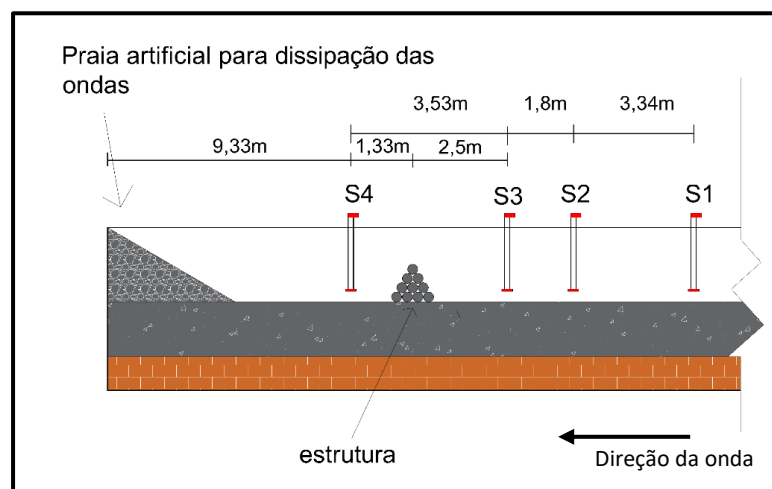 Praia artificial para dissipação das
ondas
3,53m 1,8m 3,34m
9,33m 1,33m 2,5m
S4 S3 S2 S1
estrutura
Direção da onda